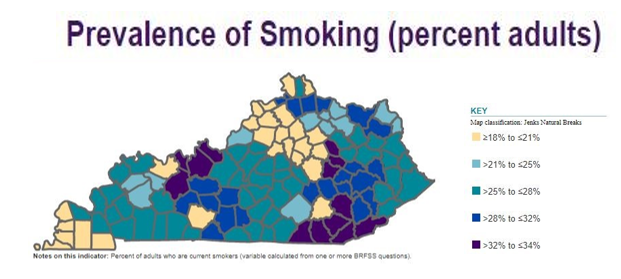 Prevalence of Smoking (percent adults)
KEY
Map classification: Jenks Natural Breaks
≥18% to ≤21%
>21% to ≤25%
>25% to ≤28%
>28% to ≤32%
>32% to ≤34%
Notes on this indicator: Percent of adults who are current smokers (variable calculated from one or more BRFSS questions).